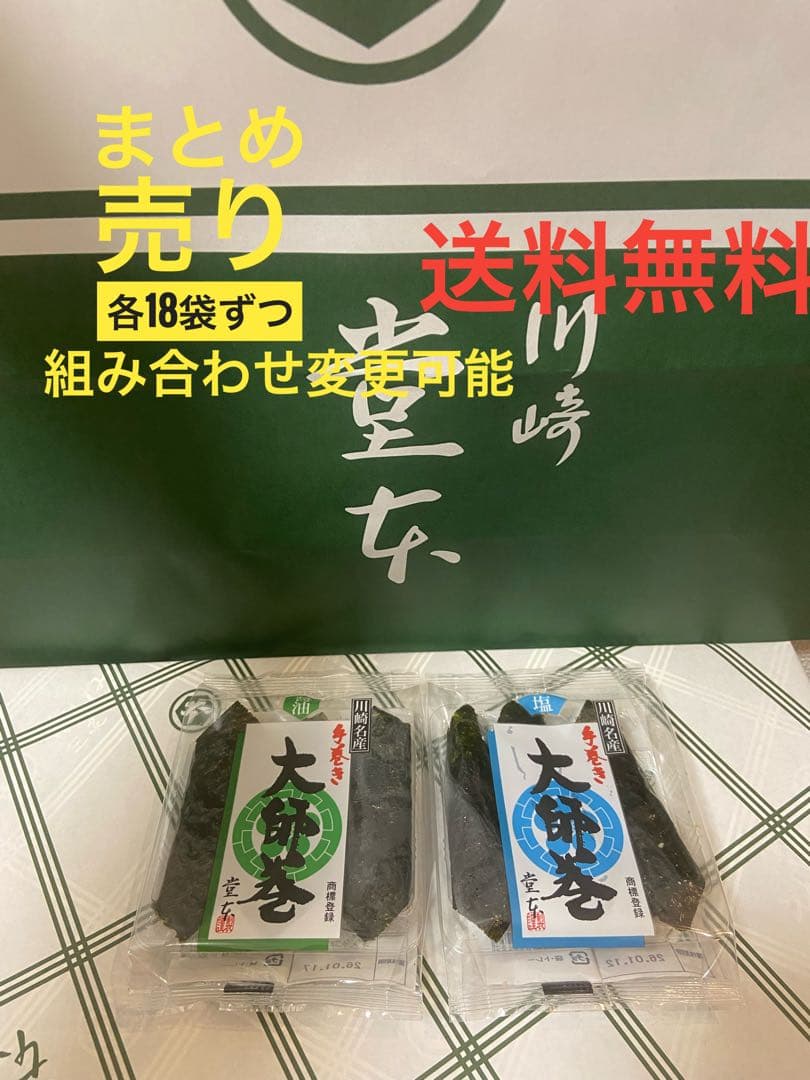 まとめ
売り
送料無料
各18袋ずつ
組み合わせ変更可能
川崎
堂本
油
川崎名産
手巻き
大師巻
堂本
商標登録
26.01.17
塩
川崎名産
手巻き
大師巻
堂本
商標登録
26.01.12